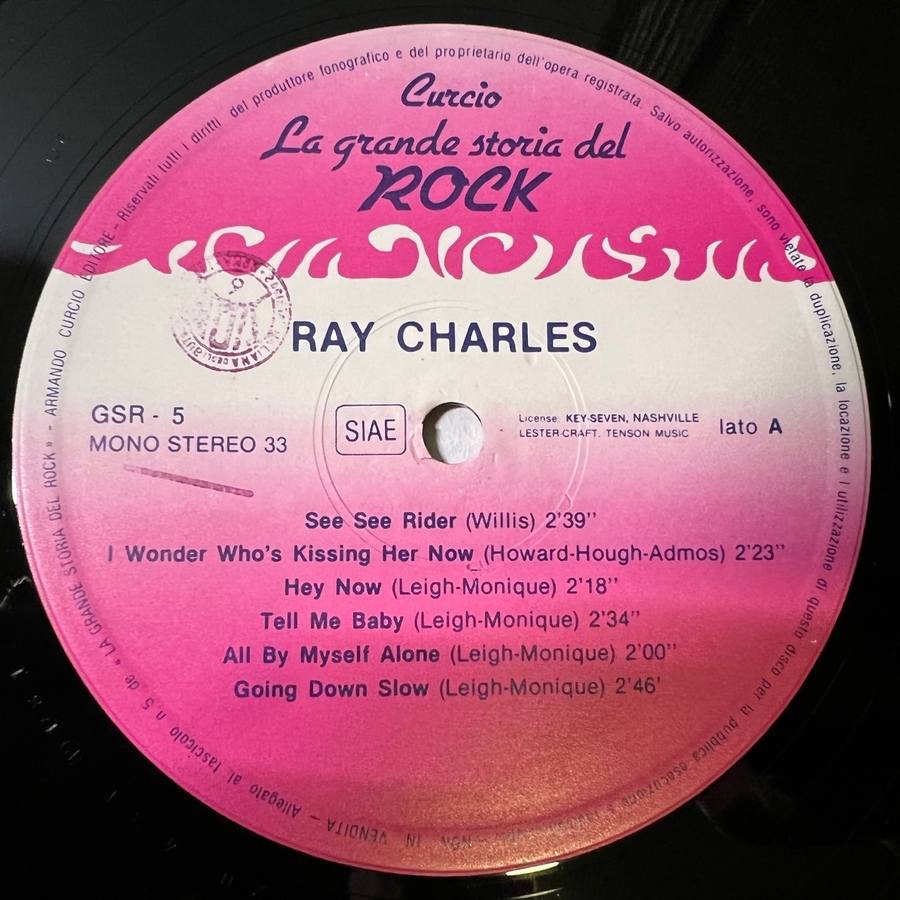 Curcio
La grande storia del
ROCK
RAY CHARLES
GSR - 5
MONO STEREO 33
SIAE
License: KEY-SEVEN, NASHVILLE
LESTER-CRAFT, TENSON MUSIC
lato A
See See Rider (Willis) 2'39''
I Wonder Who's Kissing Her Now (Howard-Hough-Admos) 2'23''
Hey Now (Leigh-Monique) 2'18''
Tell Me Baby (Leigh-Monique) 2'34''
All By Myself Alone (Leigh-Monique) 2'00''
Going Down Slow (Leigh-Monique) 2'46'
Allegato al fascicolo n. 5 de « LA GRANDE STORIA DEL ROCK » - ARMANDO CURCIO EDITORE - Riservati tutti i diritti del produttore fonografico e del proprietario dell'opera registrata. Salvo autorizzazione, sono vietate la duplicazione, la locazione e l'utilizzazione di questo disco per la pubblica esecuzione e NON IN VENDITA -